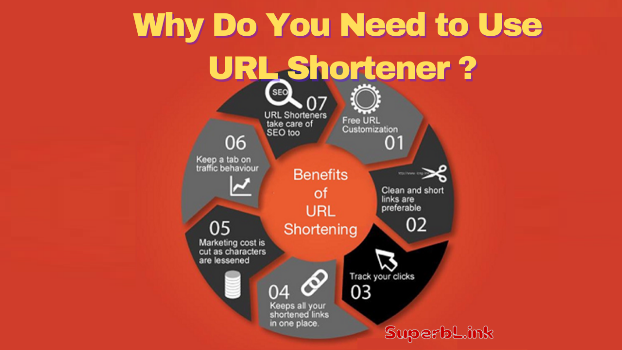 Why Do You Need to Use
URL Shortener ?
SEO
07
URL Shorteners
take care of
SEO too
Free URL
Customization
01
Clean and short
links are
preferable
02
Track your clicks
03
04
Keeps all your
shortened links
in one place.
05
Marketing cost is
cut as characters
are lessened
06
Keep a tab on
traffic behaviour
Benefits
of
URL
Shortening
SuperbL.ink